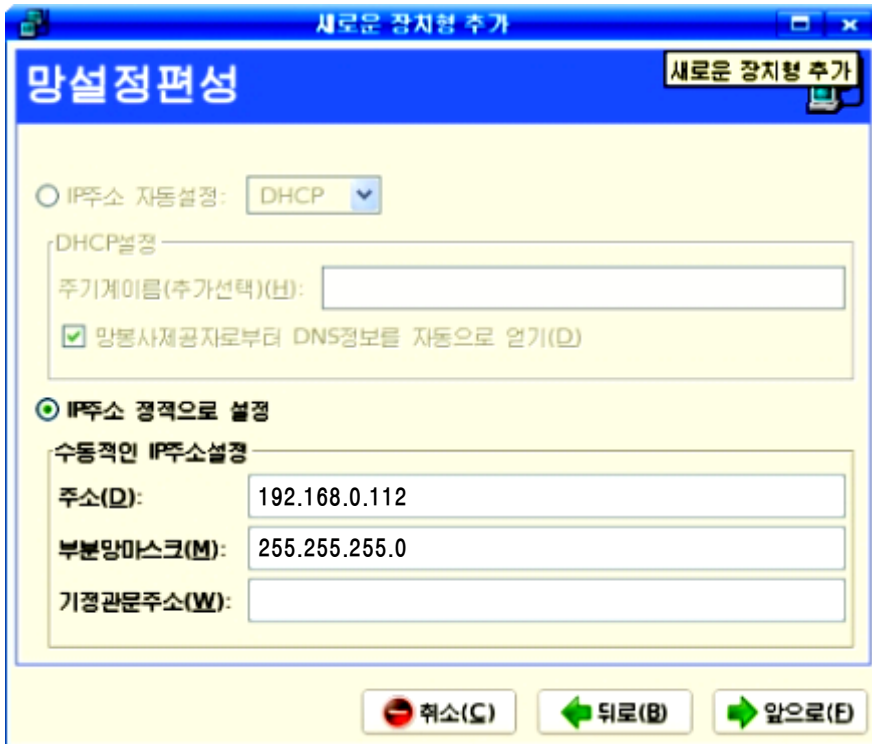 새로운 장치형 추가
망설정편성
새로운 장치형 추가
IP주소 자동설정: DHCP
DHCP설정
주기계이름(추가선택)(H):
망봉사제공자로부터 DNS정보를 자동으로 얻기(D)
IP주소 정적으로 설정
수동적인 IP주소설정
주소(D): 192.168.0.112
부분망마스크(M): 255.255.255.0
기정관문주소(W):
취소(C) 뒤로(B) 앞으로(F)